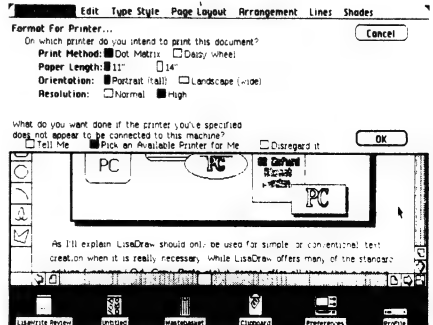 Edit Type Style Page Layout Arrangement Lines Shades
Format For Printer...
Cancel
On which printer do you intend to print this document?
Print Method: Dot Matrix Daisy Wheel
Paper Length: 11" 14"
Orientation: Portrait (tall) Landscape (wide)
Resolution: Normal High
What do you want done if the printer you've specified
does not appear to be connected to this machine?
OK
Tell Me Pick an Available Printer for Me Disregard it
PC PC
PC
As I'll explain LisaDraw should only be used for simple or conventional text
creation when it is really necessary. While LisaDraw offers many of the standard
Lisawrite Review Untitled Wastebasket Clipboard Preferences Profile